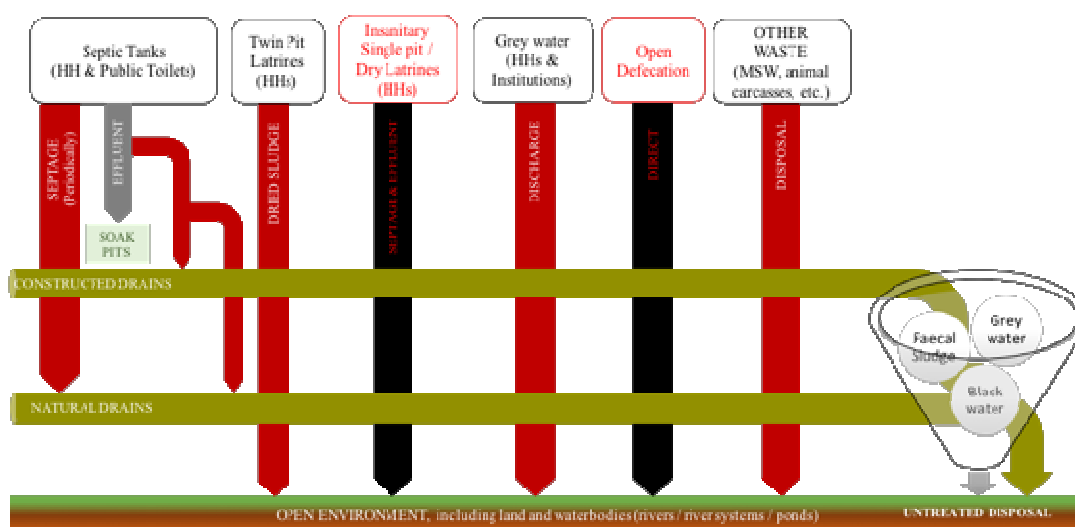 Septic Tanks
(HH & Public Toilets)
Twin Pit
Latrines
(HHs)
Insanitary
Single pit /
Dry Latrines
(HHs)
Grey water
(HHs &
Institutions)
Open
Defecation
OTHER
WASTE
(MSW, animal
carcasses, etc.)
SEPTAGE
(Periodically)
EFFLUENT
DRIED SLUDGE
SEPTAGE & EFFLUENT
DISCHARGE
DIRECT
DISPOSAL
SOAK
PITS
CONSTRUCTED DRAINS
Grey
water
Faecal
Sludge
Black
water
NATURAL DRAINS
OPEN ENVIRONMENT, including land and waterbodies (rivers / river systems / ponds)
UNTREATED DISPOSAL